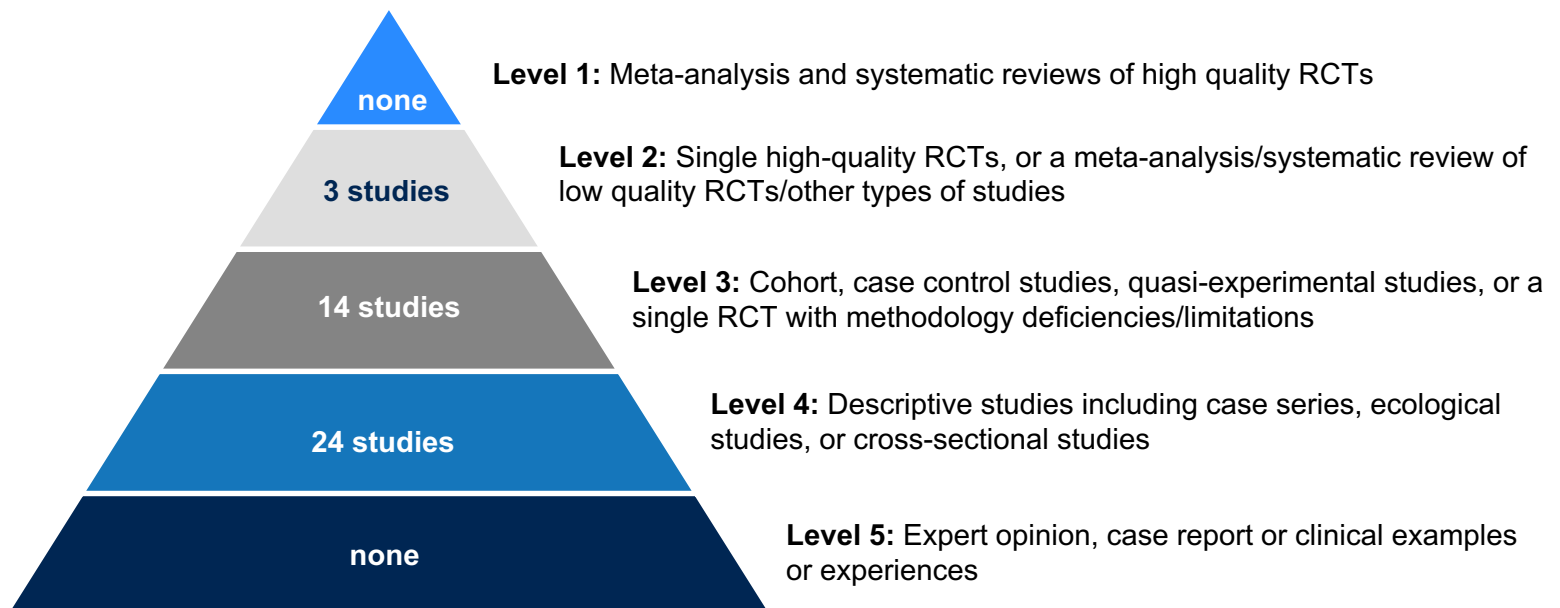 none
Level 1: Meta-analysis and systematic reviews of high quality RCTs
3 studies
Level 2: Single high-quality RCTs, or a meta-analysis/systematic review of
low quality RCTs/other types of studies
14 studies
Level 3: Cohort, case control studies, quasi-experimental studies, or a
single RCT with methodology deficiencies/limitations
24 studies
Level 4: Descriptive studies including case series, ecological
studies, or cross-sectional studies
none
Level 5: Expert opinion, case report or clinical examples
or experiences